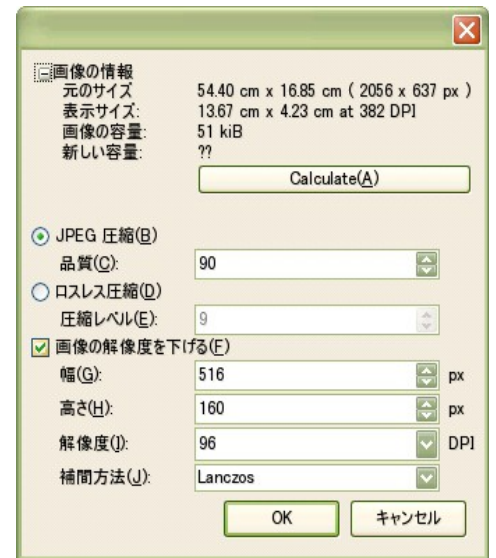 画像の情報
元のサイズ 54.40 cm x 16.85 cm ( 2056 x 637 px )
表示サイズ: 13.67 cm x 4.23 cm at 382 DPI
画像の容量: 51 kiB
新しい容量: ??
Calculate(A)
JPEG 圧縮(B)
品質(C): 90
ロスレス圧縮(D)
圧縮レベル(E): 9
画像の解像度を下げる(F)
幅(G): 516 px
高さ(H): 160 px
解像度(I): 96 DPI
補間方法(J): Lanczos
OK キャンセル